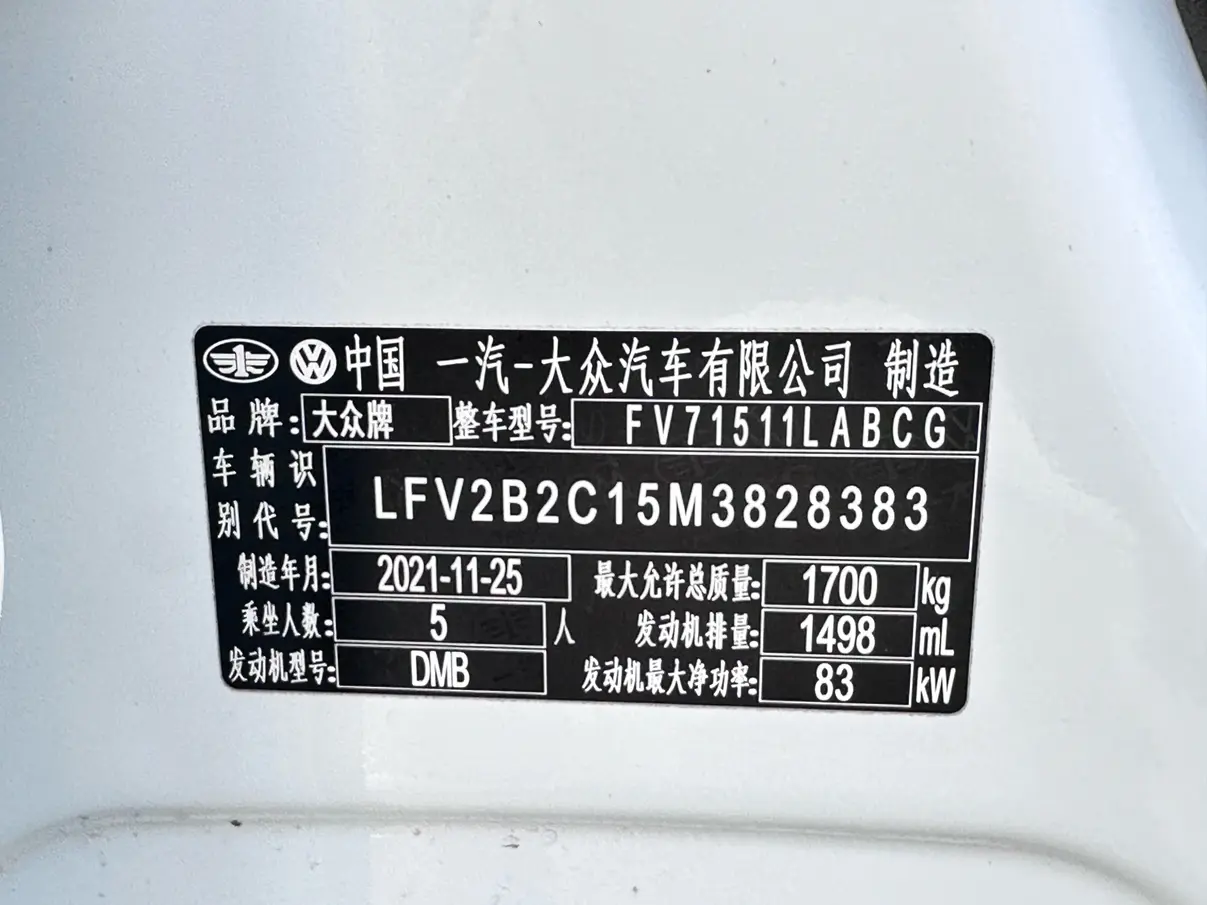 中国 一汽-大众汽车有限公司 制造
品牌: 大众牌 整车型号: FV71511LABCG
车辆识别代号: LFV2B2C15M3828383
制造年月: 2021-11-25 最大允许总质量: 1700 kg
乘坐人数: 5 人 发动机排量: 1498 mL
发动机型号: DMB 发动机最大净功率: 83 kW